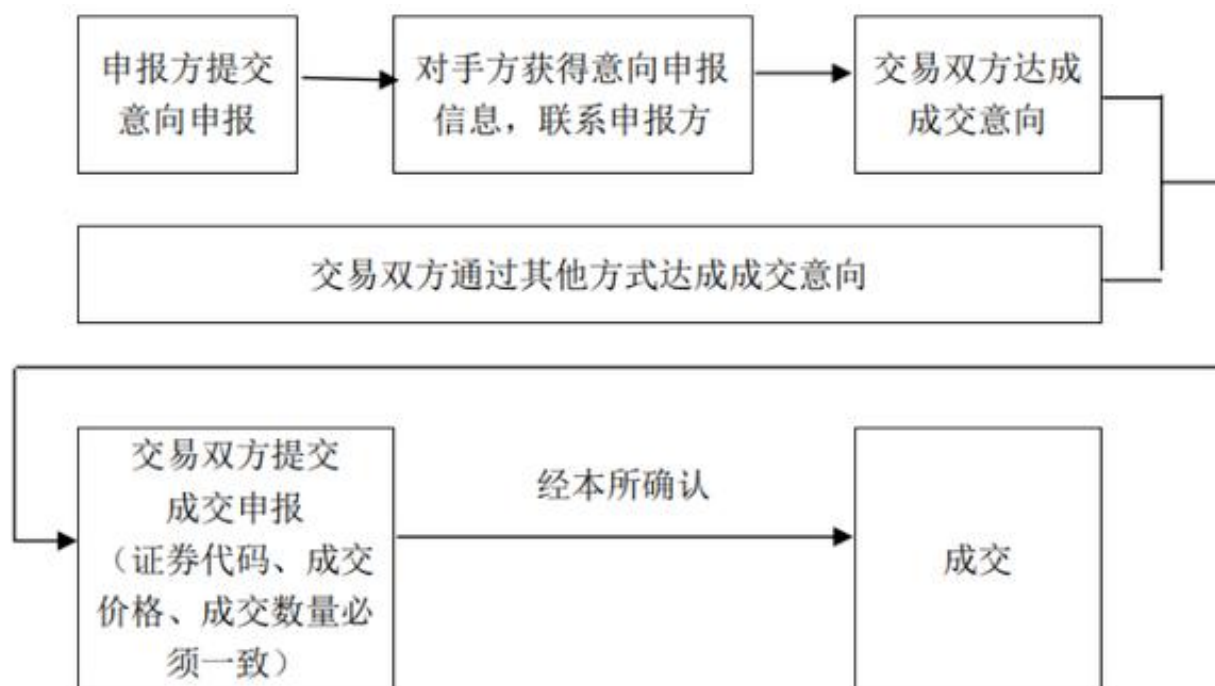 申报方提交
意向申报
对手方获得意向申报
信息，联系申报方
交易双方达成
成交意向
交易双方通过其他方式达成成交意向
交易双方提交
成交申报
（证券代码、成交
价格、成交数量必
须一致）
经本所确认
成交